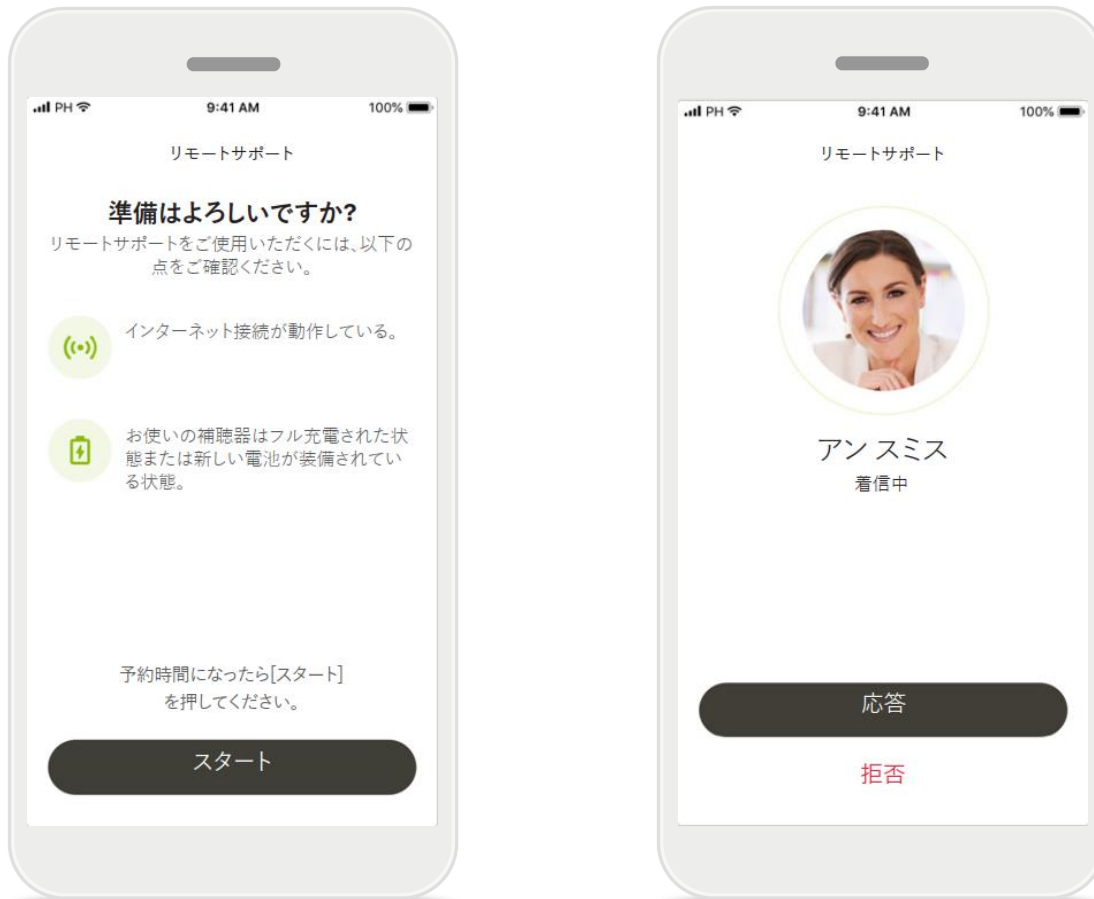 PH
9:41 AM
100%
リモートサポート
準備はよろしいですか?
リモートサポートをご使用いただくには、以下の
点をご確認ください。
インターネット接続が動作している。
お使いの補聴器はフル充電された状
態または新しい電池が装備されてい
る状態。
予約時間になったら[スタート]
を押してください。
スタート
PH
9:41 AM
100%
リモートサポート
アン スミス
着信中
応答
拒否